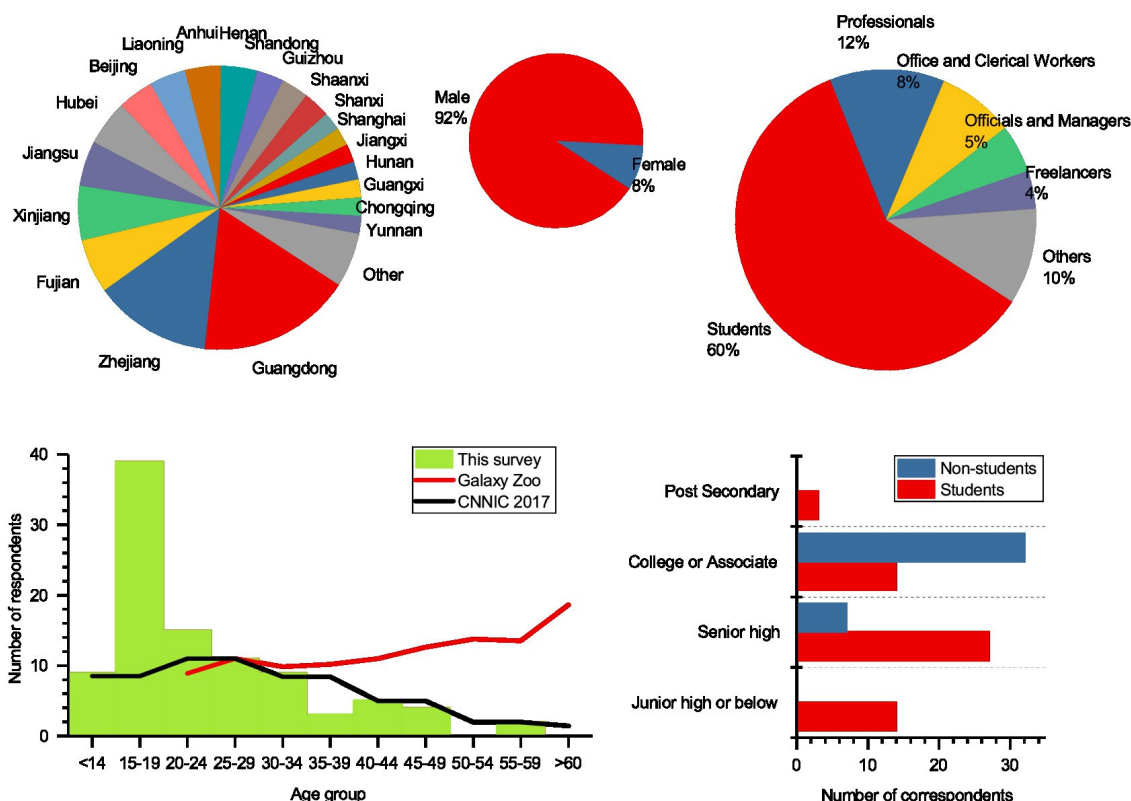 Anhui
Henan
Liaoning
Shandong
Beijing
Guizhou
Shaanxi
Hubei
Shanxi
Shanghai
Jiangsu
Jiangxi
Hunan
Xinjiang
Guangxi
Chongqing
Yunnan
Fujian
Other
Zhejiang
Guangdong
Male
92%
Female
8%
Professionals
12%
Office and Clerical Workers
8%
Officials and Managers
5%
Freelancers
4%
Others
10%
Students
60%
Number of respondents
40
30
20
10
0
This survey
Galaxy Zoo
CNNIC 2017
<14 15-19 20-24 25-29 30-34 35-39 40-44 45-49 50-54 55-59 >60
Age group
Non-students
Students
Post Secondary
College or Associate
Senior high
Junior high or below
0 10 20 30
Number of correspondents